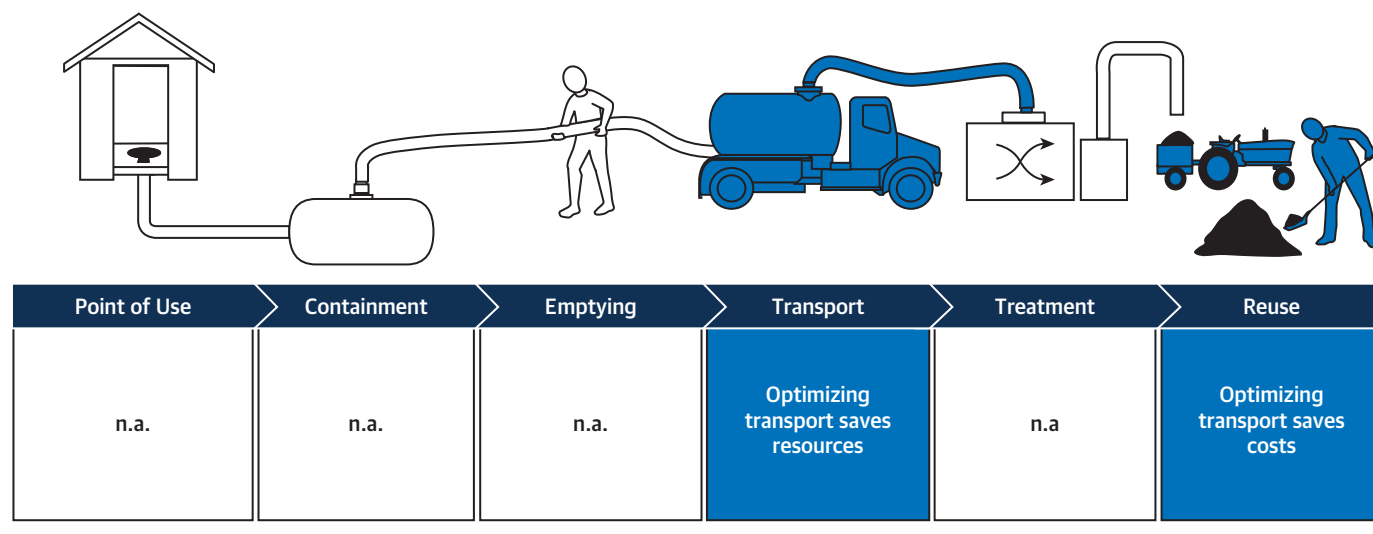 Point of Use
Containment
Emptying
Transport
Treatment
Reuse
n.a.
n.a.
n.a.
Optimizing
transport saves
resources
n.a
Optimizing
transport saves
costs